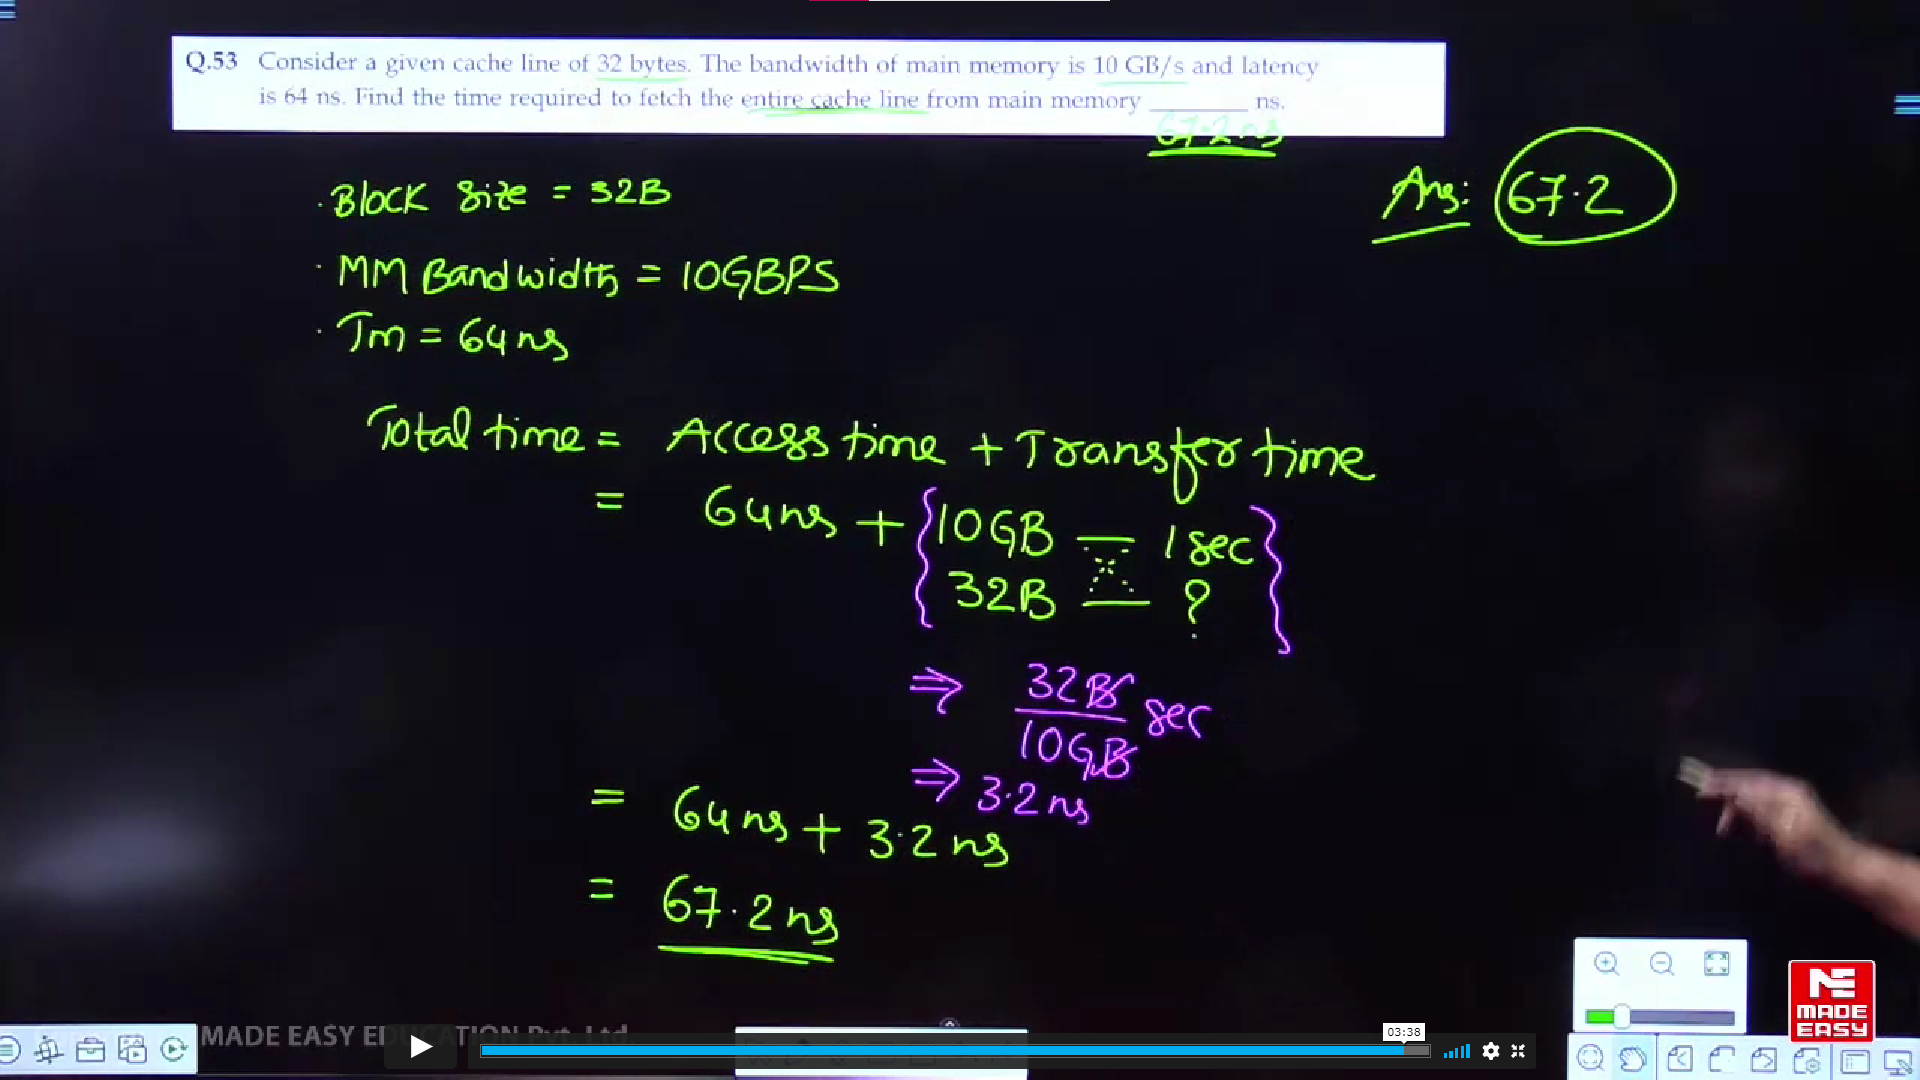 Q.53 Consider a given cache line of 32 bytes. The bandwidth of main memory is 10 GB/s and latency
is 64 ns. Find the time required to fetch the entire cache line from main memory ________ ns.
67.2 ns
Ans: 67.2
· Block Size = 32B
· MM Bandwidth = 10GBPS
· Tm = 64 ns
Total time = Access time + Transfer time
= 64ns + {10GB — 1 sec
32B — ?}
⇒ 32B/10GB sec
⇒ 3.2 ns
= 64 ns + 3.2 ns
= 67.2 ns
MADE EASY EDUCATION Pvt. Ltd.
03:38
ME
MADE
EASY